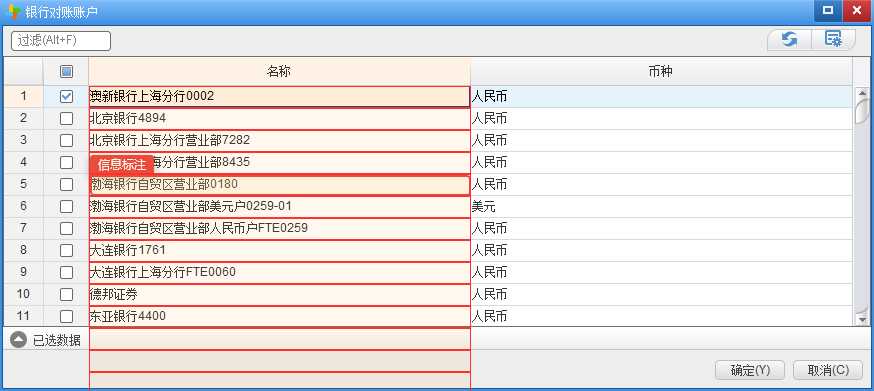 银行对账账户
过滤(Alt+F)
名称 币种
1 澳新银行上海分行0002 人民币
2 北京银行4894 人民币
3 北京银行上海分行营业部7282 人民币
4 海分行营业部8435 人民币
信息标注
5 渤海银行自贸区营业部0180 人民币
6 渤海银行自贸区营业部美元户0259-01 美元
7 渤海银行自贸区营业部人民币户FTE0259 人民币
8 大连银行1761 人民币
9 大连银行上海分行FTE0060 人民币
10 德邦证券 人民币
11 东亚银行4400 人民币
已选数据
确定(Y) 取消(C)